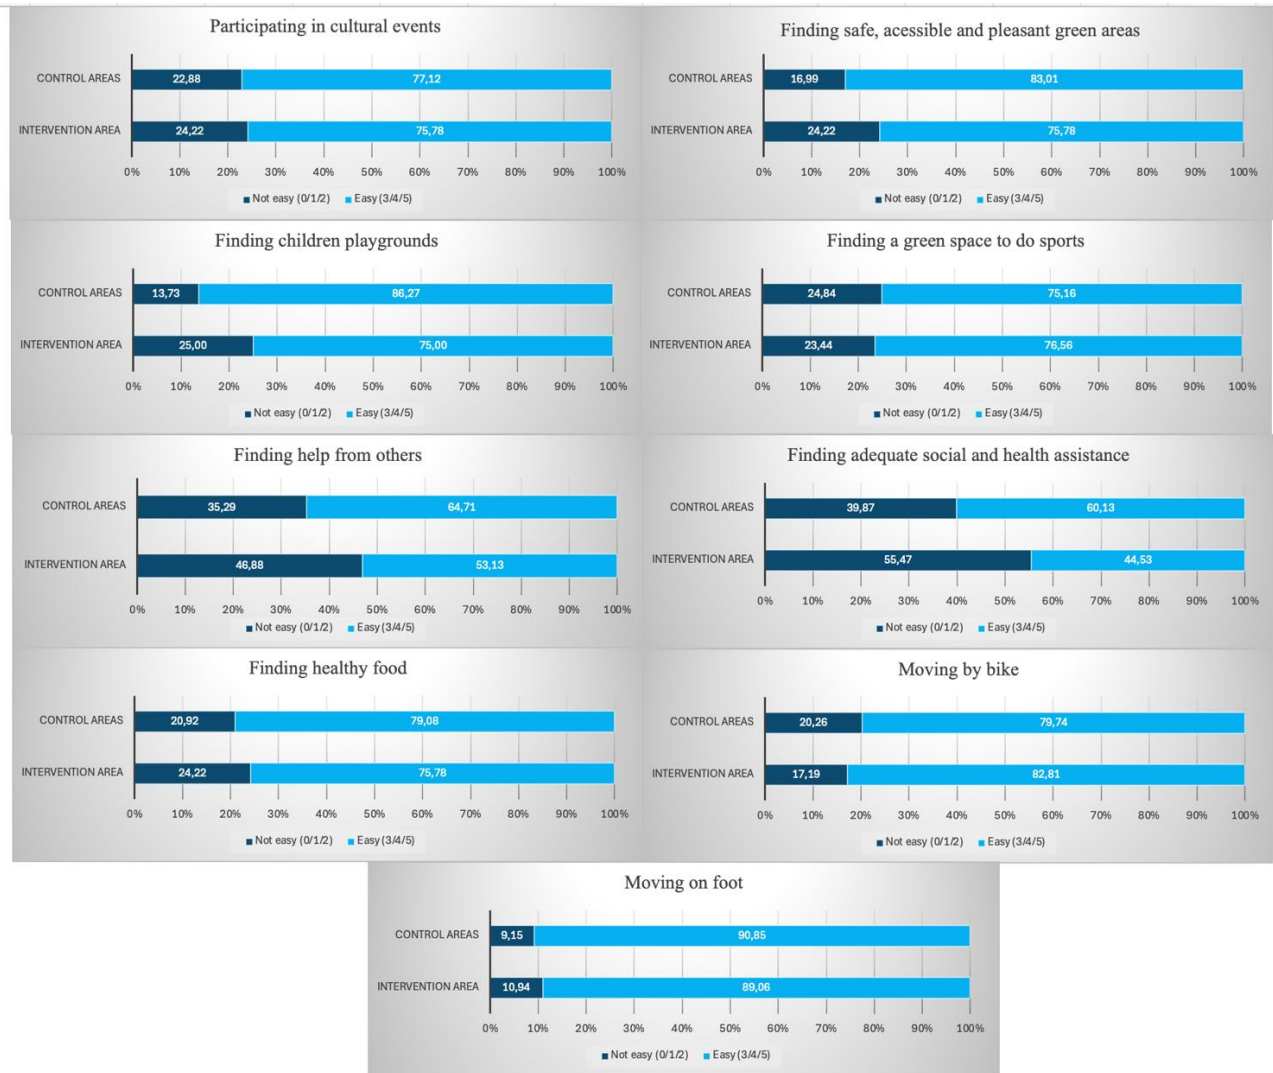 Participating in cultural events
CONTROL AREAS 22,88 77,12
INTERVENTION AREA 24,22 75,78
0% 10% 20% 30% 40% 50% 60% 70% 80% 90% 100%
Not easy (0/1/2) Easy (3/4/5)
Finding safe, acessible and pleasant green areas
CONTROL AREAS 16,99 83,01
INTERVENTION AREA 24,22 75,78
0% 10% 20% 30% 40% 50% 60% 70% 80% 90% 100%
Not easy (0/1/2) Easy (3/4/5)
Finding children playgrounds
CONTROL AREAS 13,73 86,27
INTERVENTION AREA 25,00 75,00
0% 10% 20% 30% 40% 50% 60% 70% 80% 90% 100%
Not easy (0/1/2) Easy (3/4/5)
Finding a green space to do sports
CONTROL AREAS 24,84 75,16
INTERVENTION AREA 23,44 76,56
0% 10% 20% 30% 40% 50% 60% 70% 80% 90% 100%
Not easy (0/1/2) Easy (3/4/5)
Finding help from others
CONTROL AREAS 35,29 64,71
INTERVENTION AREA 46,88 53,13
0% 10% 20% 30% 40% 50% 60% 70% 80% 90% 100%
Not easy (0/1/2) Easy (3/4/5)
Finding adequate social and health assistance
CONTROL AREAS 39,87 60,13
INTERVENTION AREA 55,47 44,53
0% 10% 20% 30% 40% 50% 60% 70% 80% 90% 100%
Not easy (0/1/2) Easy (3/4/5)
Finding healthy food
CONTROL AREAS 20,92 79,08
INTERVENTION AREA 24,22 75,78
0% 10% 20% 30% 40% 50% 60% 70% 80% 90% 100%
Not easy (0/1/2) Easy (3/4/5)
Moving by bike
CONTROL AREAS 20,26 79,74
INTERVENTION AREA 17,19 82,81
0% 10% 20% 30% 40% 50% 60% 70% 80% 90% 100%
Not easy (0/1/2) Easy (3/4/5)
Moving on foot
CONTROL AREAS 9,15 90,85
INTERVENTION AREA 10,94 89,06
0% 10% 20% 30% 40% 50% 60% 70% 80% 90% 100%
Not easy (0/1/2) Easy (3/4/5)